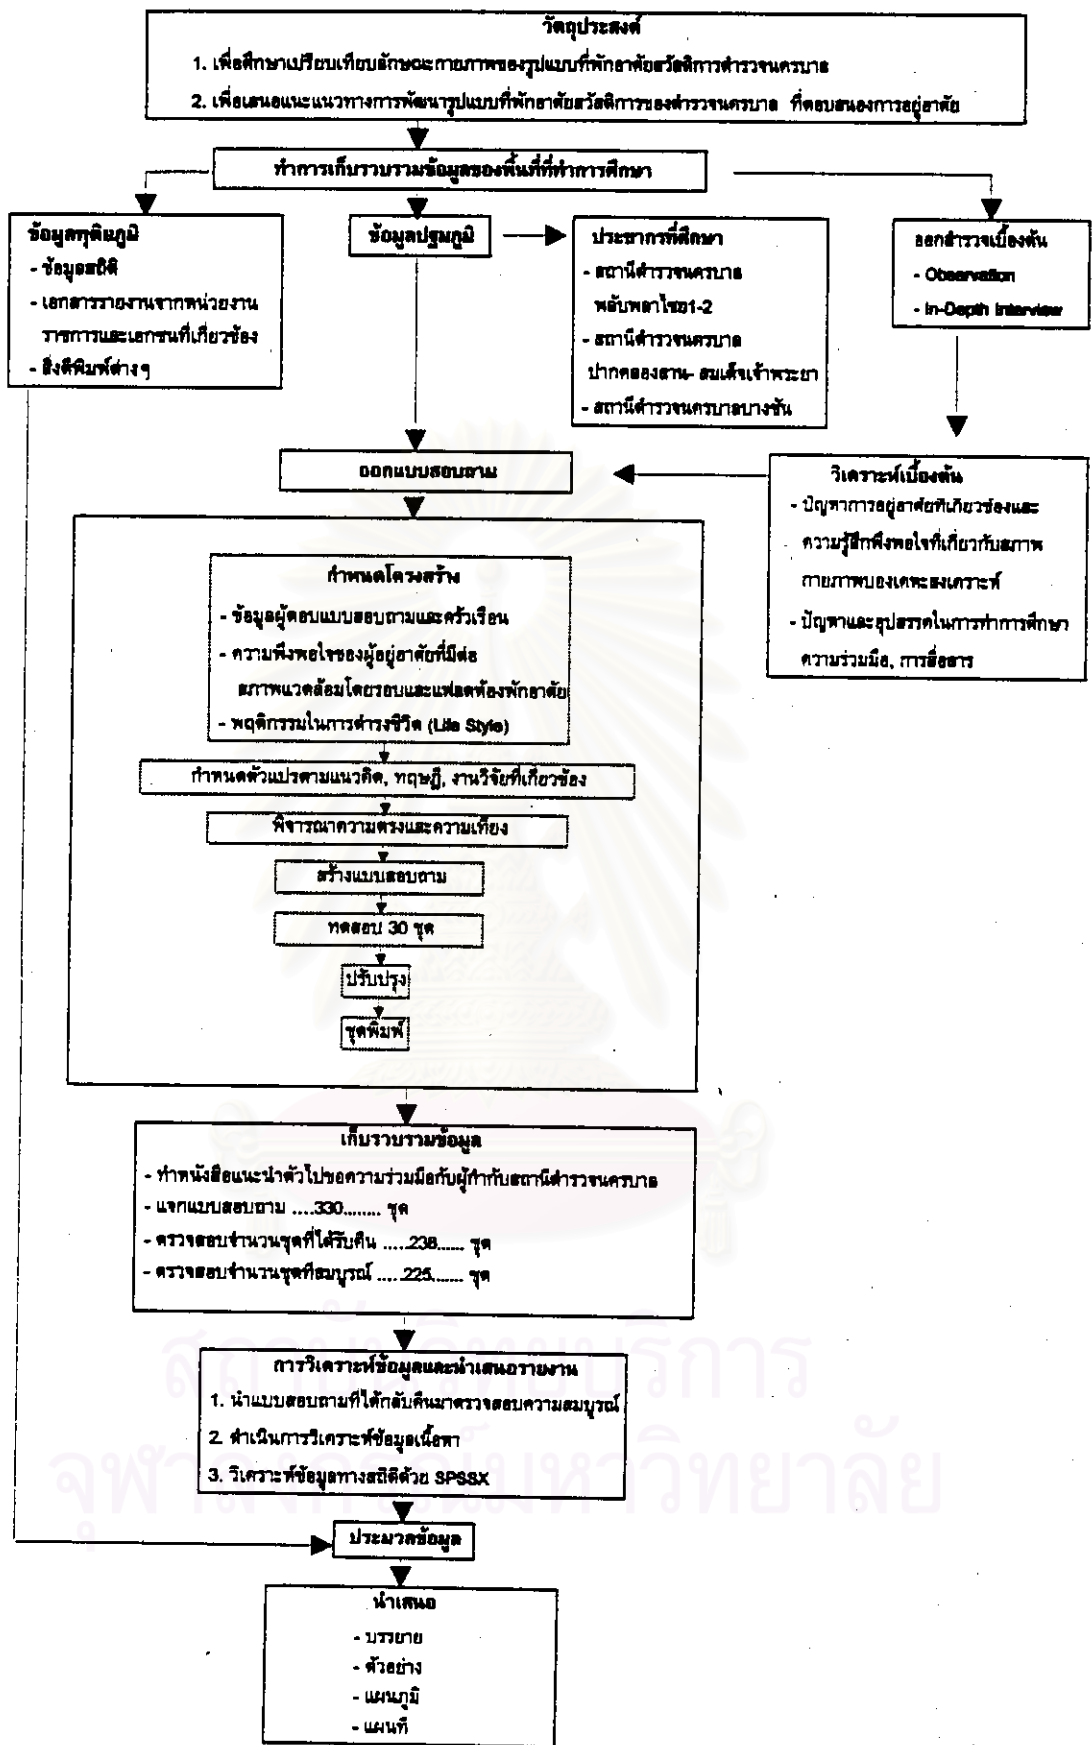 วัตถุประสงค์
1. เพื่อศึกษาเปรียบเทียบลักษณะกายภาพของรูปแบบที่พักอาศัยสวัสดิการตำรวจนครบาล
2. เพื่อเสนอแนะแนวทางการพัฒนารูปแบบที่พักอาศัยสวัสดิการของตำรวจนครบาล ที่ตอบสนองการอยู่อาศัย
ทำการเก็บรวบรวมข้อมูลของพื้นที่ที่ทำการศึกษา
ข้อมูลทุติยภูมิ
- ข้อมูลสถิติ
- เอกสารรายงานจากหน่วยงาน
ราชการและเอกชนที่เกี่ยวข้อง
- สิ่งตีพิมพ์ต่างๆ
ข้อมูลปฐมภูมิ
ประชากรที่ศึกษา
- สถานีตำรวจนครบาล
พลับพลาไชย1-2
- สถานีตำรวจนครบาล
ปากคลองสาน- สมเด็จเจ้าพระยา
- สถานีตำรวจนครบาลบางชัน
ออกสำรวจเบื้องต้น
- Observation
- In-Depth Interview
ออกแบบสอบถาม
วิเคราะห์เบื้องต้น
- ปัญหาการอยู่อาศัยที่เกี่ยวข้องและ
ความรู้สึกพึงพอใจที่เกี่ยวกับสภาพ
กายภาพของเคหะสงเคราะห์
- ปัญหาและอุปสรรคในการทำการศึกษา
ความร่วมมือ, การสื่อสาร
กำหนดโครงสร้าง
- ข้อมูลผู้ตอบแบบสอบถามและครัวเรือน
- ความพึงพอใจของผู้อยู่อาศัยที่มีต่อ
สภาพแวดล้อมโดยรอบและแฟลตห้องพักอาศัย
- พฤติกรรมในการดำรงชีวิต (Life Style)
กำหนดตัวแปรตามแนวคิด, ทฤษฎี, งานวิจัยที่เกี่ยวข้อง
พิจารณาความตรงและความเที่ยง
สร้างแบบสอบถาม
ทดสอบ 30 ชุด
ปรับปรุง
ชุดพิมพ์
เก็บรวบรวมข้อมูล
- ทำหนังสือแนะนำตัวไปขอความร่วมมือกับผู้กำกับสถานีตำรวจนครบาล
- แจกแบบสอบถาม ....330........ ชุด
- ตรวจสอบจำนวนชุดที่ได้รับคืน .....238...... ชุด
- ตรวจสอบจำนวนชุดที่สมบูรณ์ .....225....... ชุด
การวิเคราะห์ข้อมูลและนำเสนอรายงาน
1. นำแบบสอบถามที่ได้กลับคืนมาตรวจสอบความสมบูรณ์
2. ดำเนินการวิเคราะห์ข้อมูลเนื้อหา
3. วิเคราะห์ข้อมูลทางสถิติด้วย SPSSX
ประมวลข้อมูล
นำเสนอ
- บรรยาย
- ตัวอย่าง
- แผนภูมิ
- แผนที่
สถาบันวิทยบริการ
จุฬาลงกรณ์มหาวิทยาลัย